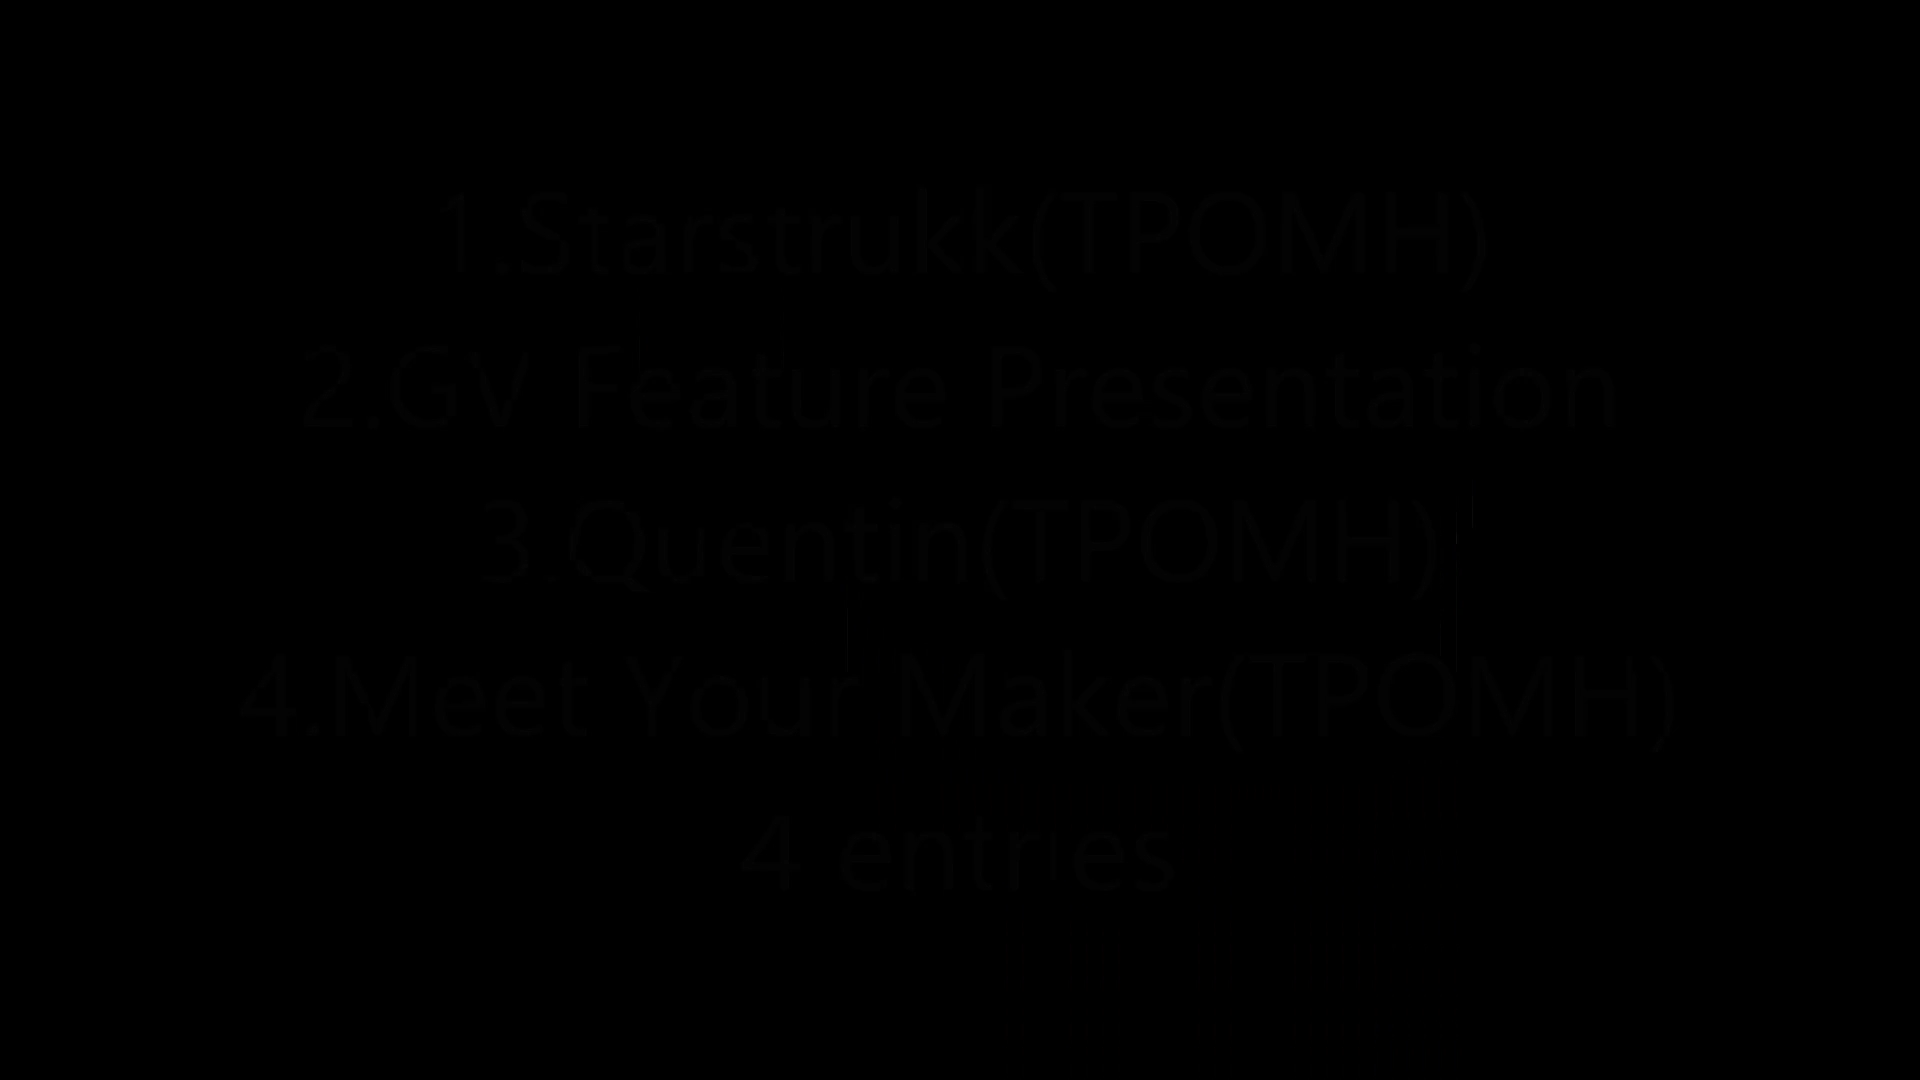 1.Starstrukk(TPOMH)
2.GV Feature Presentation
3.Quentin(TPOMH)
4.Meet Your Maker(TPOMH)
4 entries